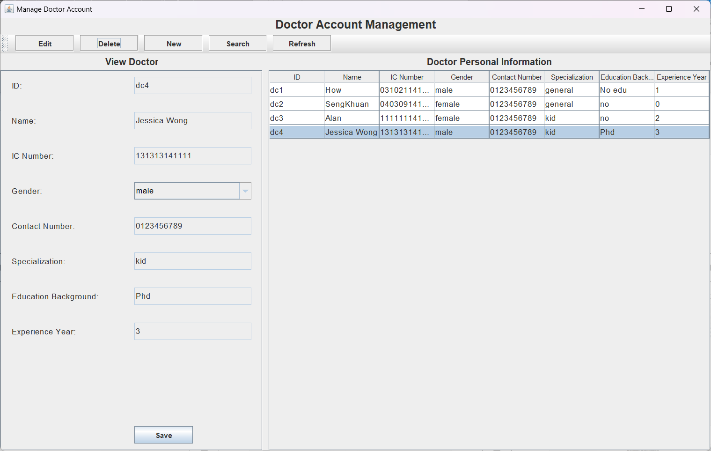 Manage Doctor Account
Doctor Account Management
Edit Delete New Search Refresh
View Doctor
ID: dc4
Name: Jessica Wong
IC Number: 131313141111
Gender: male
Contact Number: 0123456789
Specialization: kid
Education Background: Phd
Experience Year: 3
Save
Doctor Personal Information
ID Name IC Number Gender Contact Number Specialization Education Back... Experience Year
dc1 How 031021141... male 0123456789 general No edu 1
dc2 SengKhuan 040309141... female 0123456789 general no 0
dc3 Alan 111111141... female 0123456789 kid no 2
dc4 Jessica Wong 131313141... male 0123456789 kid Phd 3